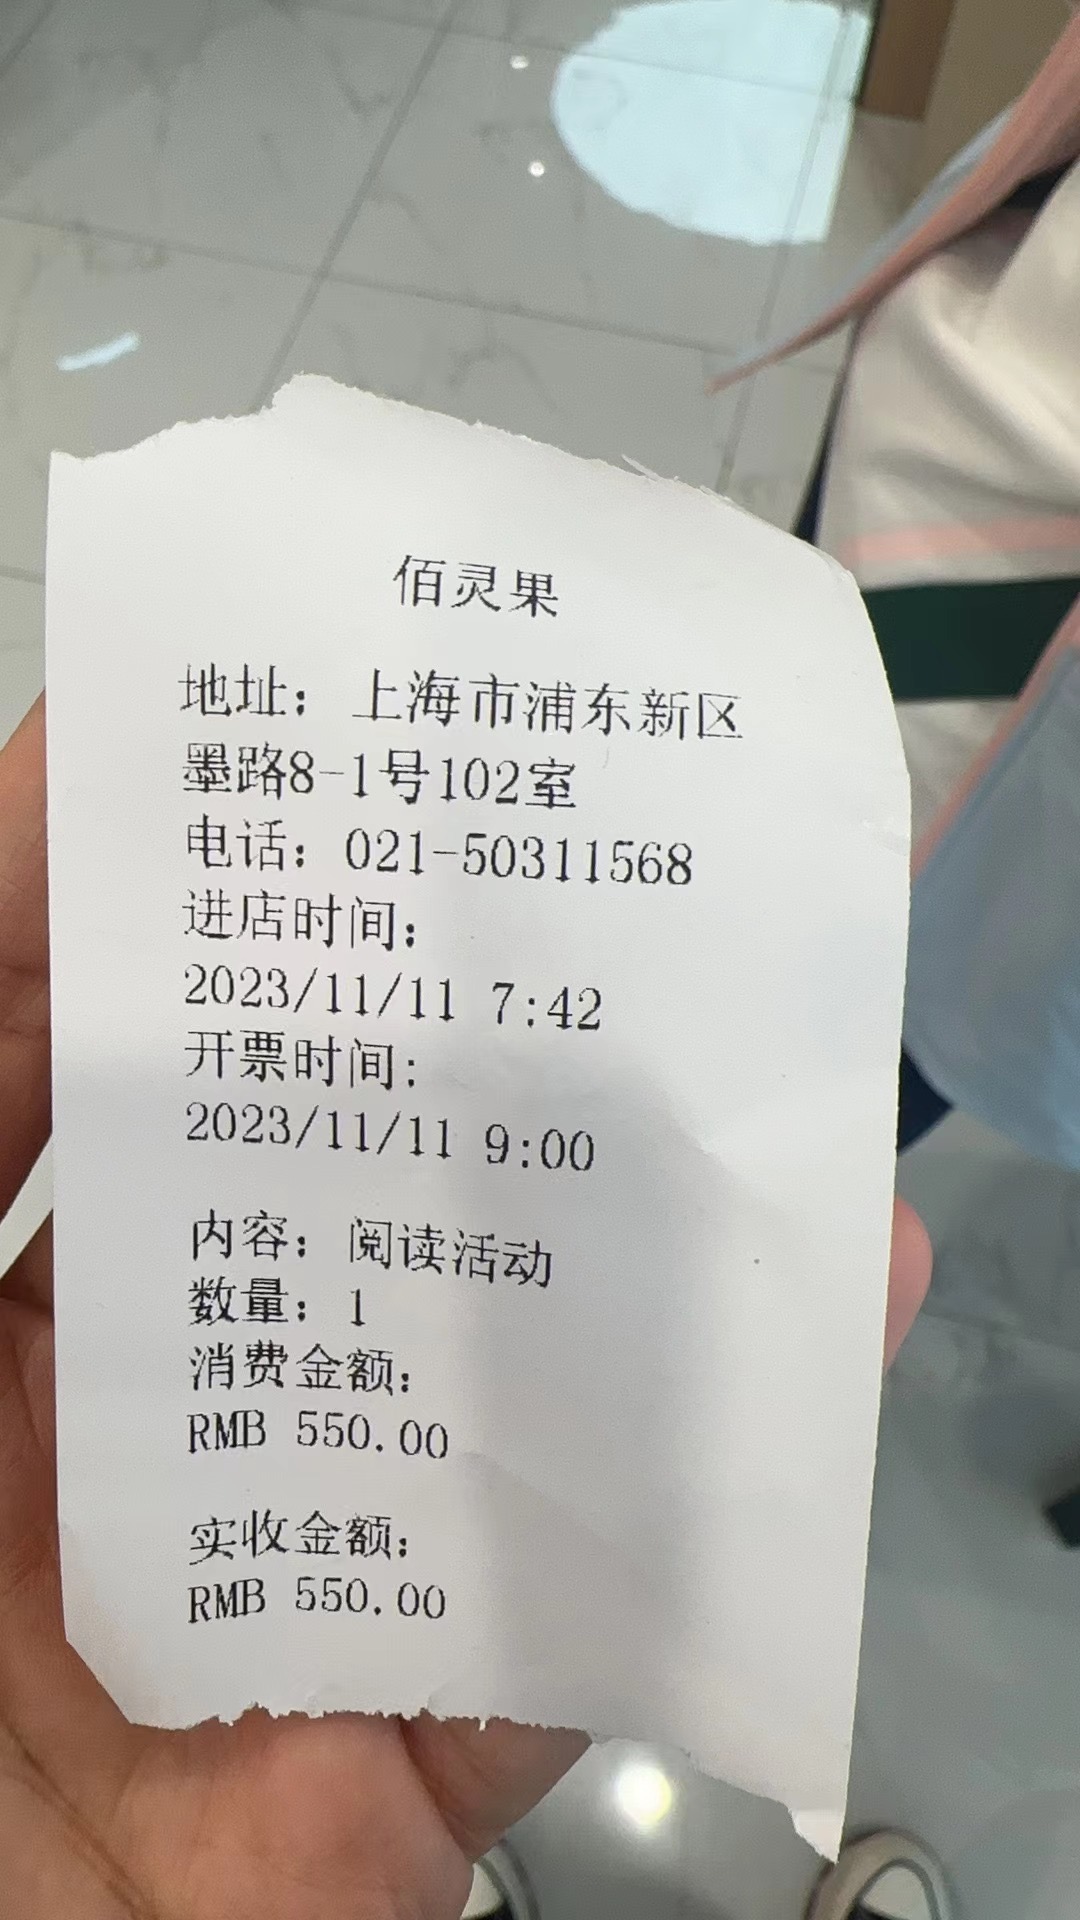 佰灵果
地址：上海市浦东新区
墨路8-1号102室
电话：021-50311568
进店时间：
2023/11/11 7:42
开票时间：
2023/11/11 9:00
内容：阅读活动
数量：1
消费金额：
RMB 550.00
实收金额：
RMB 550.00